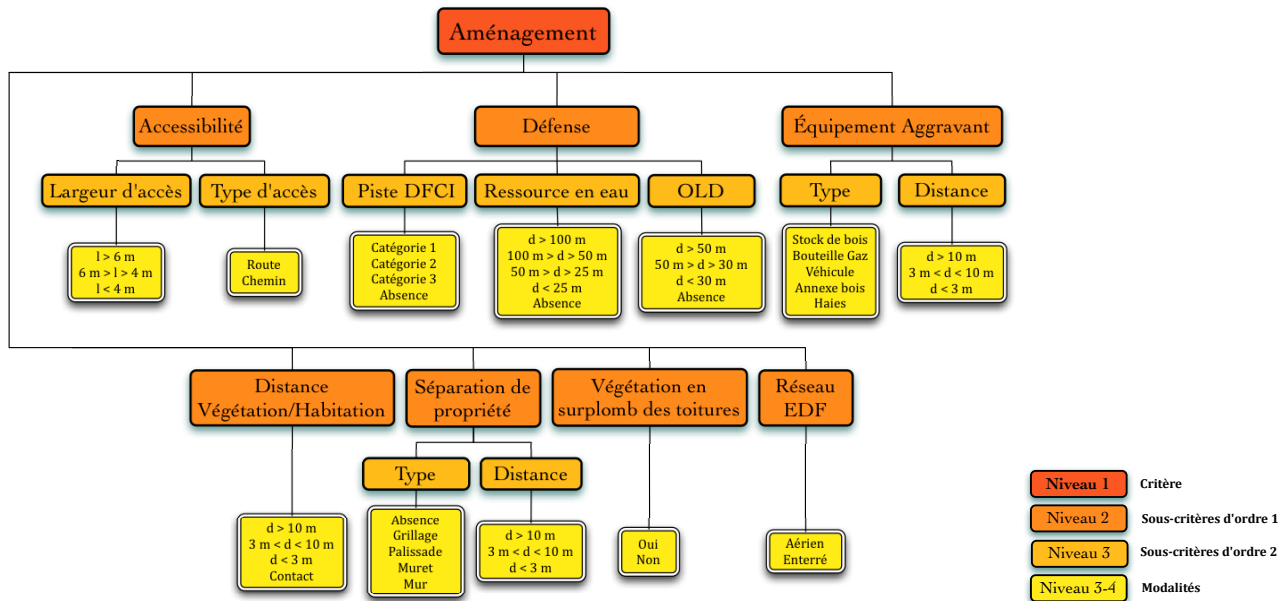 Aménagement
Accessibilité
Défense
Équipement Aggravant
Largeur d'accès
Type d'accès
Piste DFCI
Ressource en eau
OLD
Type
Distance
l > 6 m
6 m > l > 4 m
l < 4 m
Route
Chemin
Catégorie 1
Catégorie 2
Catégorie 3
Absence
d > 100 m
100 m > d > 50 m
50 m > d > 25 m
d < 25 m
Absence
d > 50 m
50 m > d > 30 m
d < 30 m
Absence
Stock de bois
Bouteille Gaz
Véhicule
Annexe bois
Haies
d > 10 m
3 m < d < 10 m
d < 3 m
Distance
Végétation/Habitation
Séparation de
propriété
Végétation en
surplomb des toitures
Réseau
EDF
Type
Distance
d > 10 m
3 m < d < 10 m
d < 3 m
Contact
Absence
Grillage
Palissade
Muret
Mur
d > 10 m
3 m < d < 10 m
d < 3 m
Oui
Non
Aérien
Enterré
Niveau 1 Critère
Niveau 2 Sous-critères d'ordre 1
Niveau 3 Sous-critères d'ordre 2
Niveau 3-4 Modalités